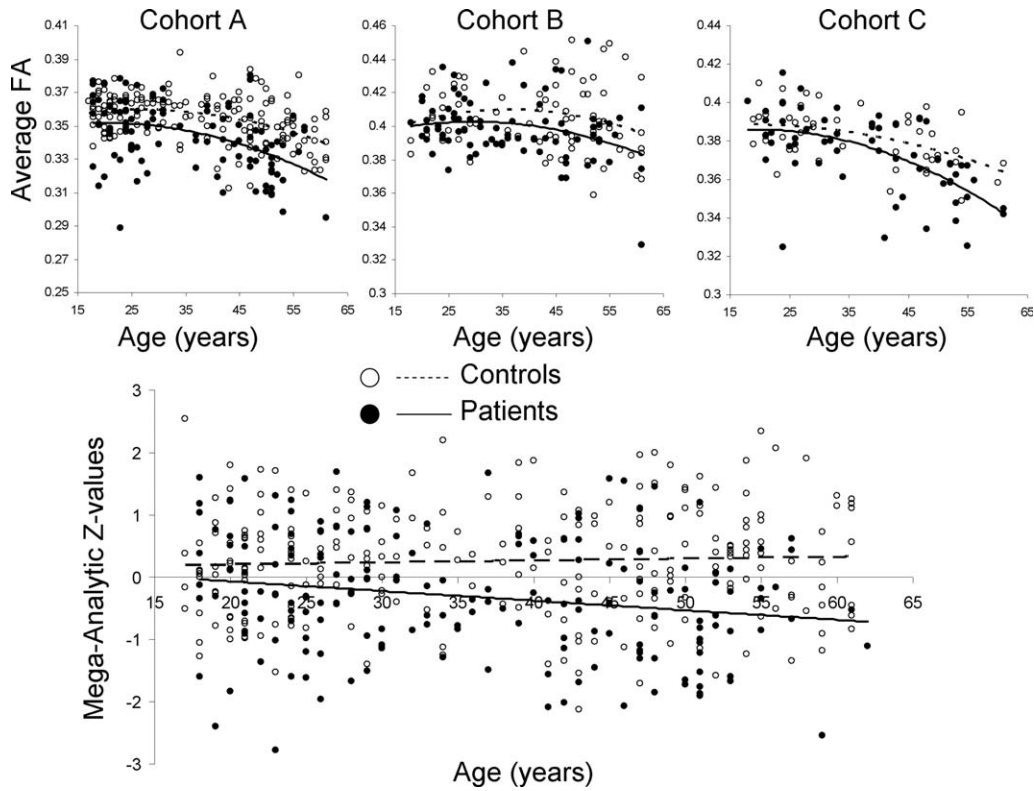 Cohort A Cohort B Cohort C
Average FA
0.41
0.39
0.37
0.35
0.33
0.31
0.29
0.27
0.25
15 25 35 45 55 65
Age (years)
0.46
0.44
0.42
0.4
0.38
0.36
0.34
0.32
0.3
15 25 35 45 55 65
Age (years)
0.44
0.42
0.4
0.38
0.36
0.34
0.32
0.3
15 25 35 45 55 65
Age (years)
Controls
Patients
Mega-Analytic Z-values
3
2
1
0
-1
-2
-3
15 20 25 30 35 40 45 50 55 60 65
Age (years)